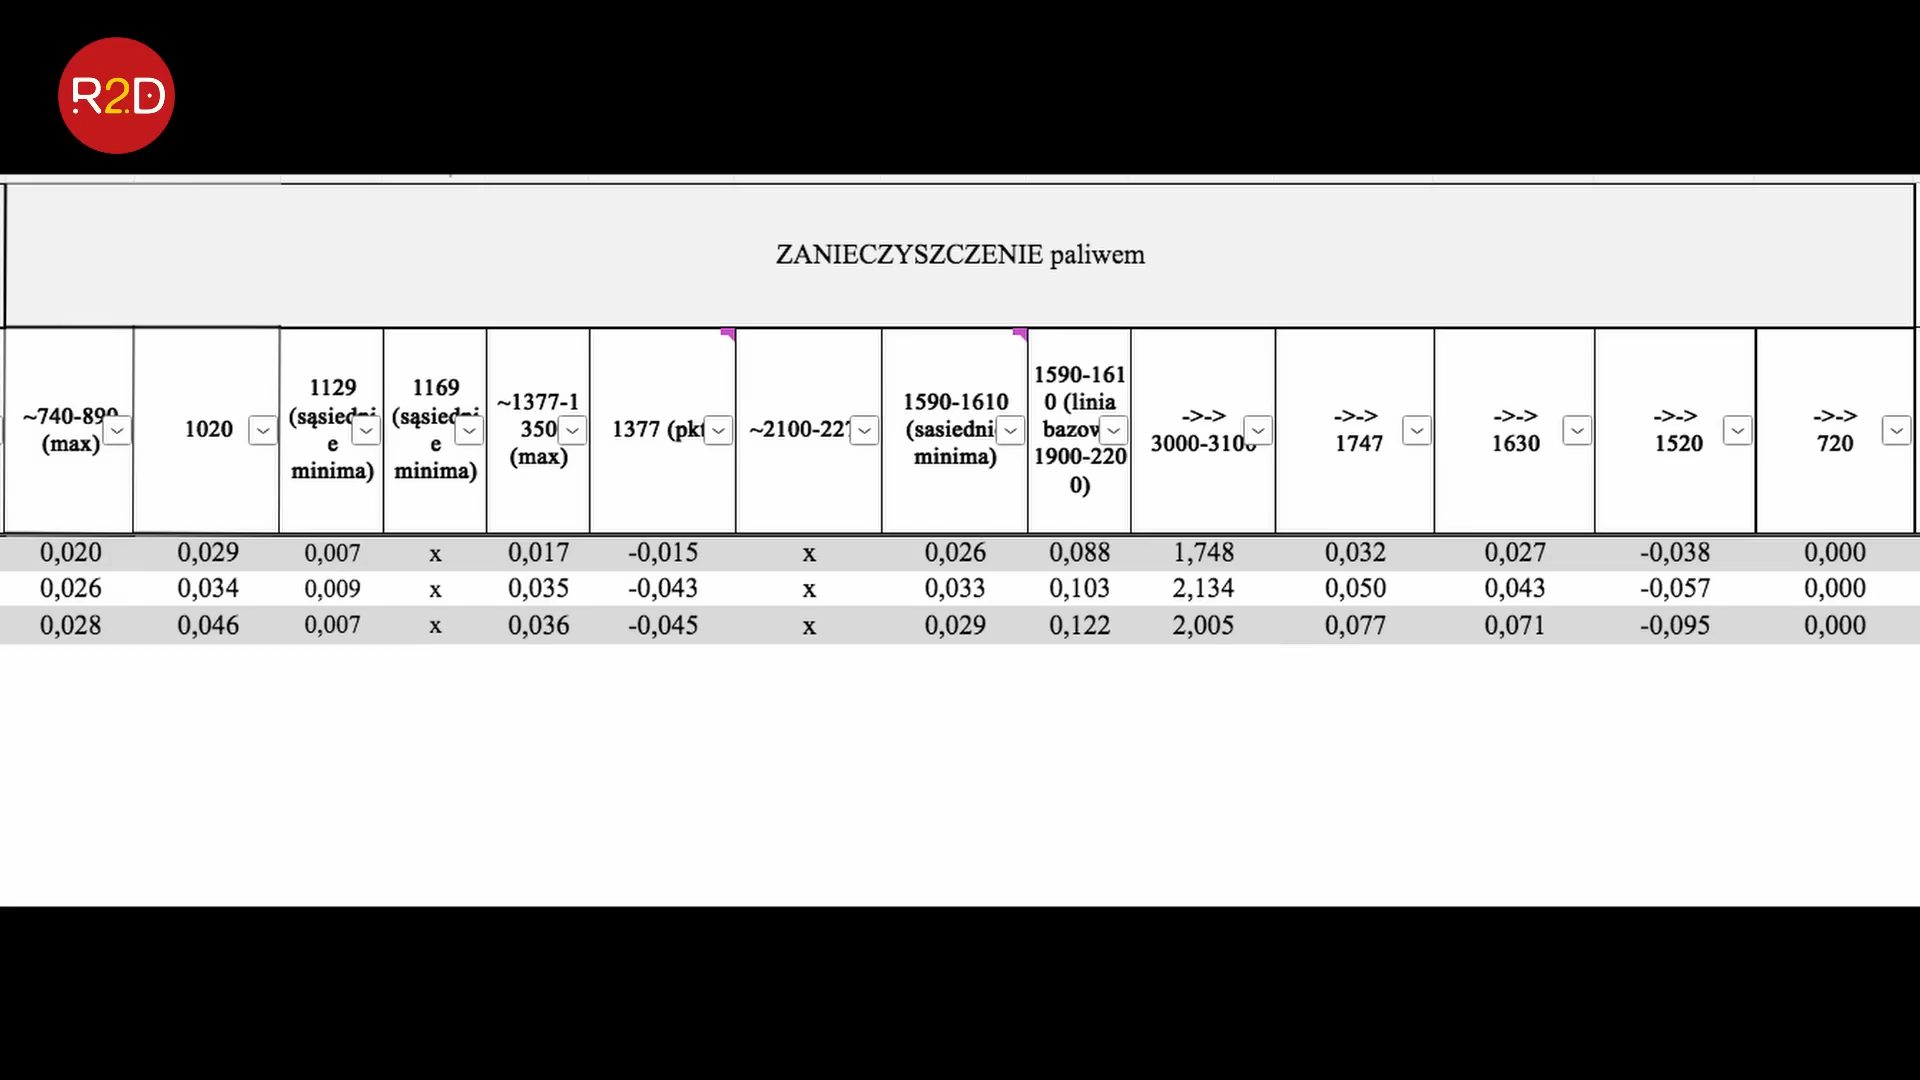 R2D
ZANIECZYSZCZENIE paliwem
~740-890 (max) 1020 1129 (sąsiednie minima) 1169 (sąsiednie minima) ~1377-1350 (max) 1377 (pkt ~2100-227 1590-1610 (sasiednie minima) 1590-1610 (linia bazow 1900-2200) ->-> 3000-3100 ->-> 1747 ->-> 1630 ->-> 1520 ->-> 720
0,020 0,029 0,007 x 0,017 -0,015 x 0,026 0,088 1,748 0,032 0,027 -0,038 0,000
0,026 0,034 0,009 x 0,035 -0,043 x 0,033 0,103 2,134 0,050 0,043 -0,057 0,000
0,028 0,046 0,007 x 0,036 -0,045 x 0,029 0,122 2,005 0,077 0,071 -0,095 0,000